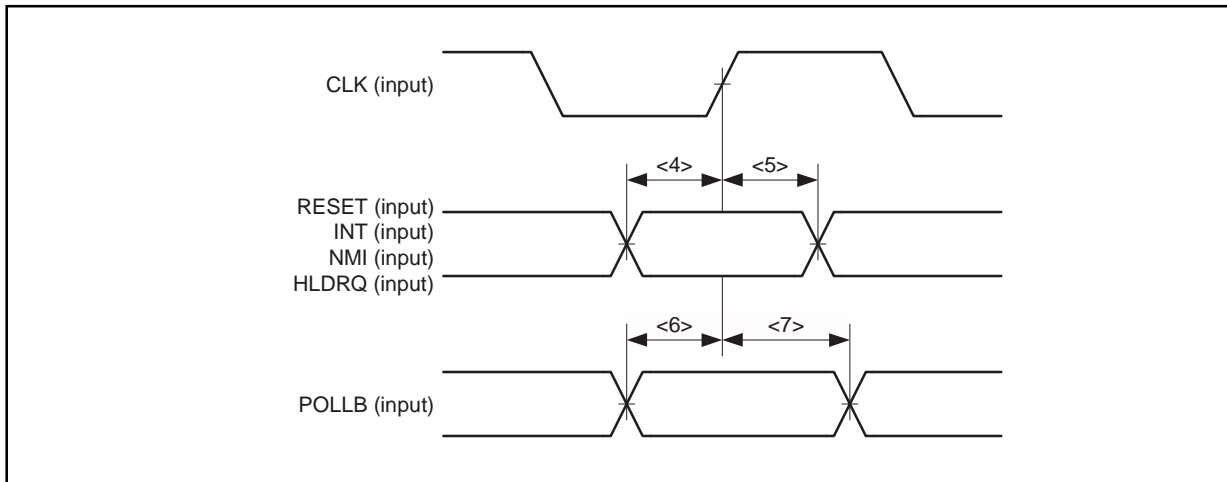 CLK (input)
<4> <5>
RESET (input)
INT (input)
NMI (input)
HLDRQ (input)
<6> <7>
POLLB (input)